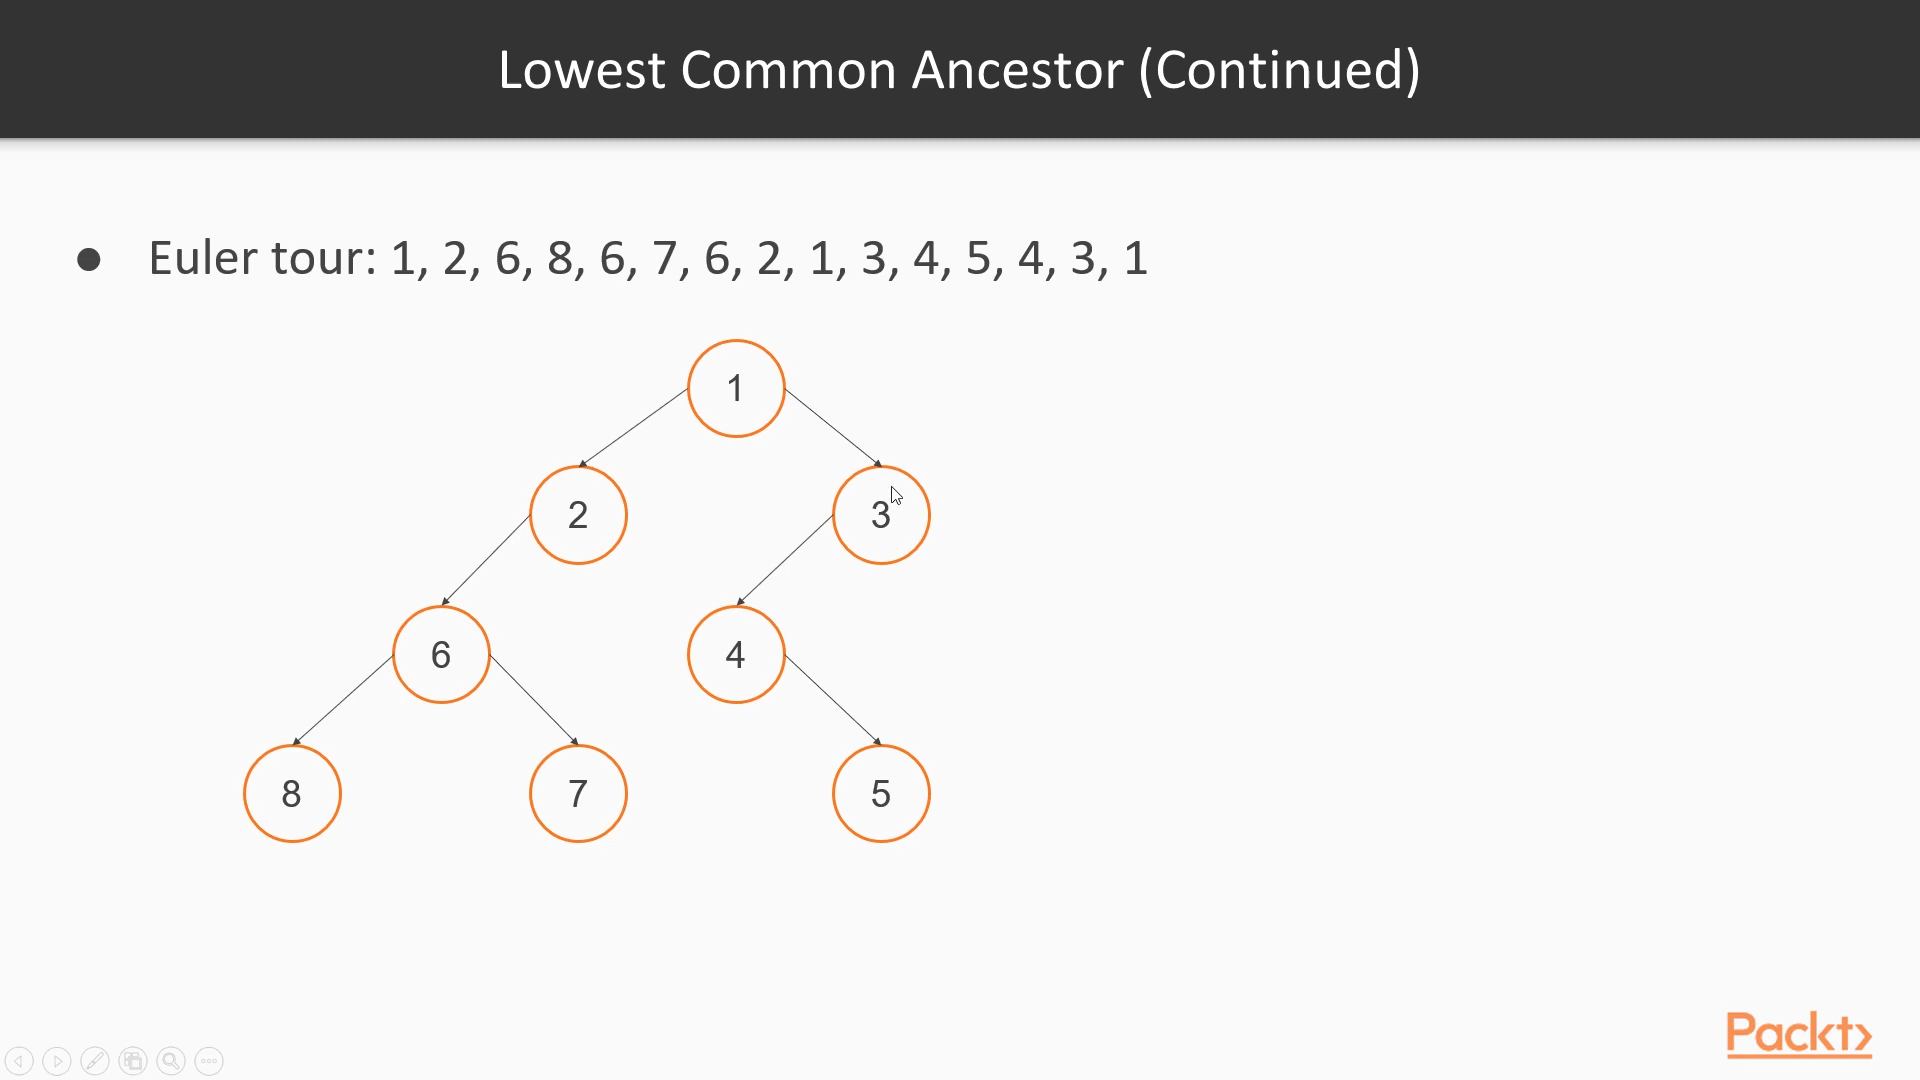 Lowest Common Ancestor (Continued)
● Euler tour: 1, 2, 6, 8, 6, 7, 6, 2, 1, 3, 4, 5, 4, 3, 1
1
2 3
6 4
8 7 5
Packt>